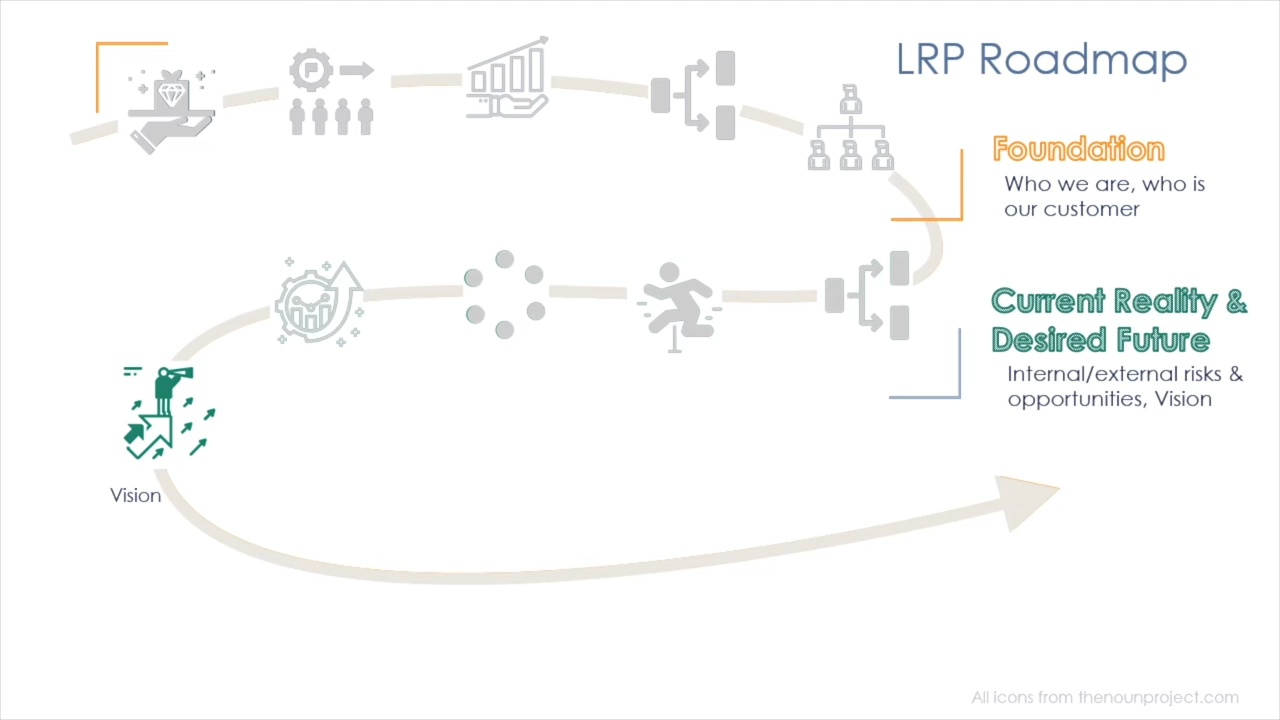 LRP Roadmap
Foundation
Who we are, who is
our customer
Current Reality &
Desired Future
Internal/external risks &
opportunities, Vision
Vision
All icons from thenounproject.com